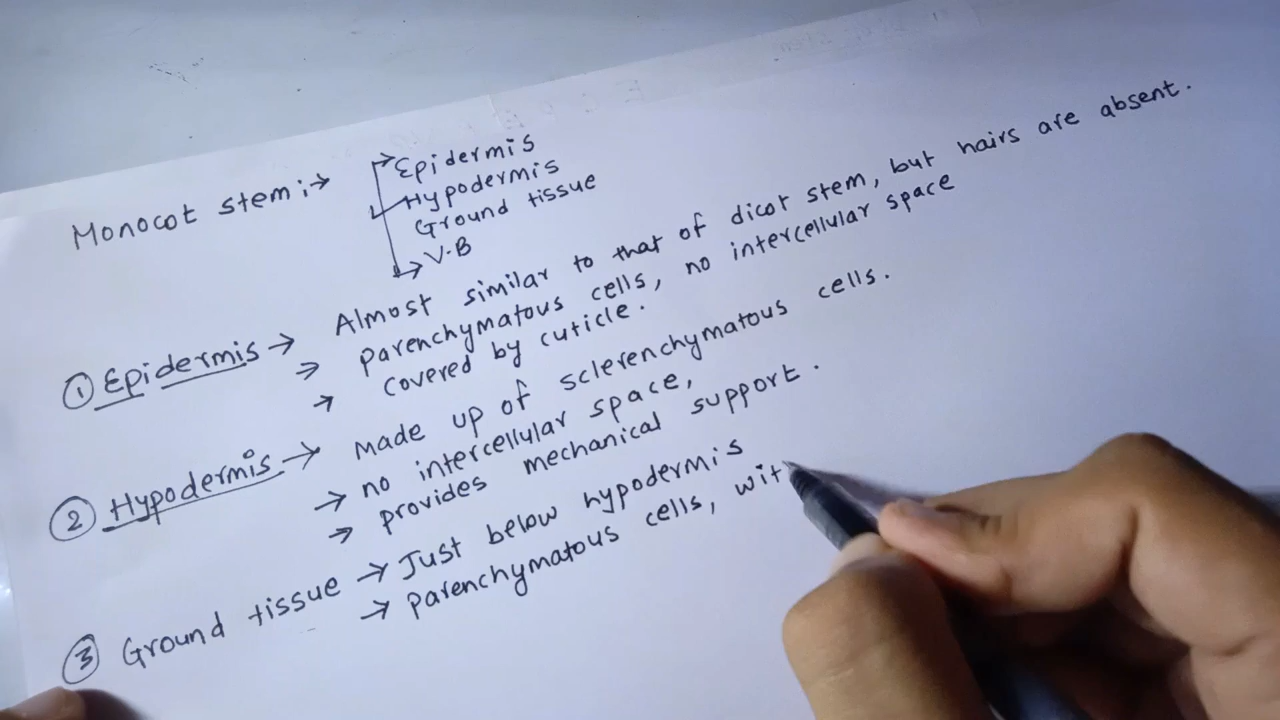 Monocot stem :→ Epidermis
Hypodermis
Ground tissue
V.B
① Epidermis → Almost similar to that of dicot stem, but hairs are absent.
→ parenchymatous cells, no intercellular space
→ covered by cuticle.
② Hypodermis → made up of sclerenchymatous cells.
→ no intercellular space,
→ provides mechanical support.
③ Ground tissue → Just below hypodermis
→ parenchymatous cells, wit